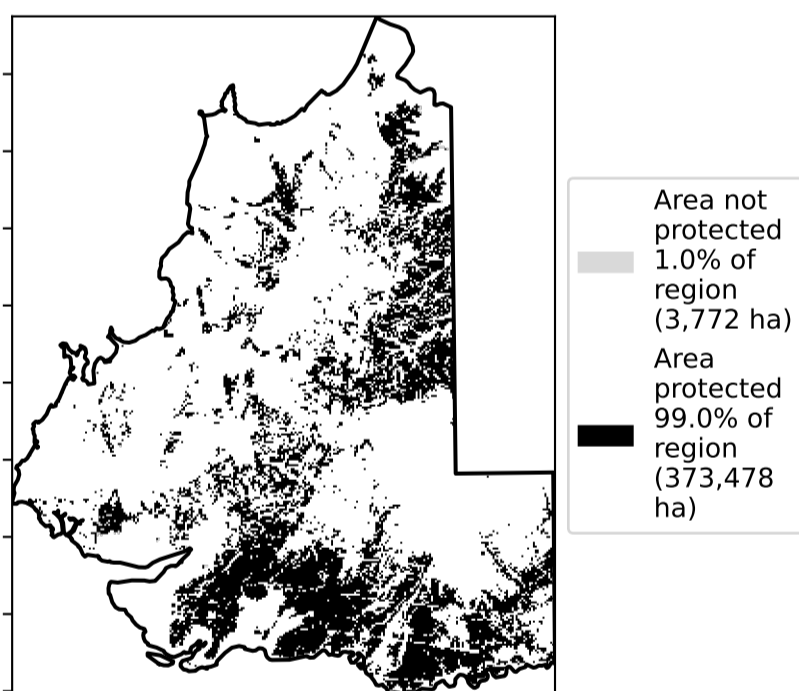 Area not
protected
1.0% of
region
(3,772 ha)
Area
protected
99.0% of
region
(373,478
ha)